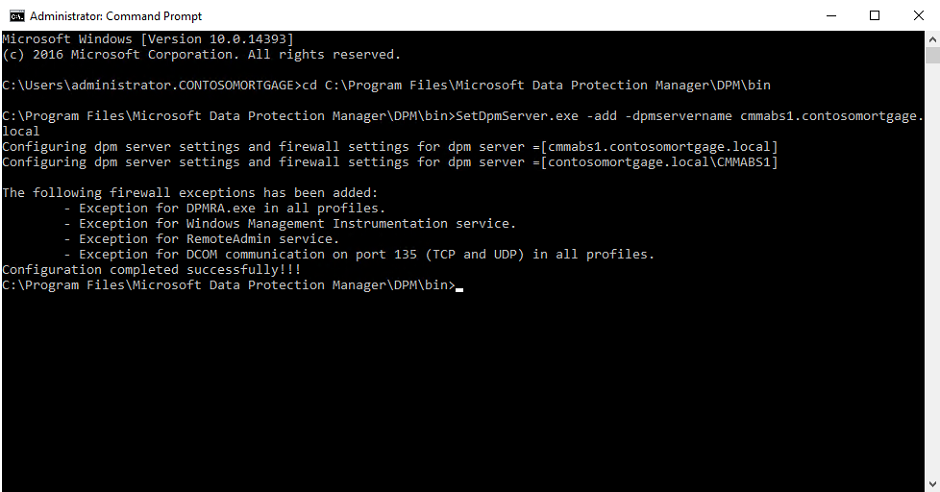 Administrator: Command Prompt
Microsoft Windows [Version 10.0.14393]
(c) 2016 Microsoft Corporation. All rights reserved.
C:\Users\administrator.CONTOSOMORTGAGE>cd C:\Program Files\Microsoft Data Protection Manager\DPM\bin
C:\Program Files\Microsoft Data Protection Manager\DPM\bin>SetDpmServer.exe -add -dpmservername cmmabs1.contosomortgage.
local
Configuring dpm server settings and firewall settings for dpm server =[cmmabs1.contosomortgage.local]
Configuring dpm server settings and firewall settings for dpm server =[contosomortgage.local\CMMABS1]
The following firewall exceptions has been added:
- Exception for DPMRA.exe in all profiles.
- Exception for Windows Management Instrumentation service.
- Exception for RemoteAdmin service.
- Exception for DCOM communication on port 135 (TCP and UDP) in all profiles.
Configuration completed successfully!!!
C:\Program Files\Microsoft Data Protection Manager\DPM\bin>